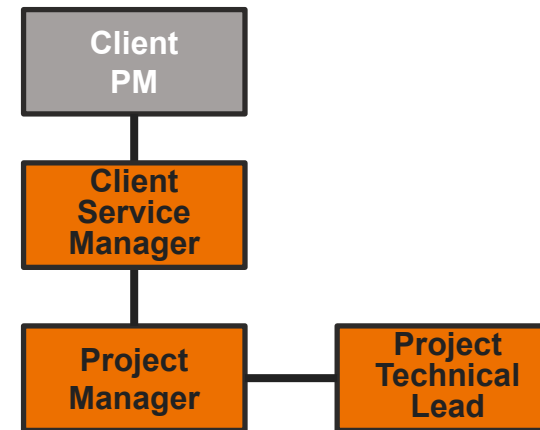 Client
PM
Client
Service
Manager
Project
Manager
Project
Technical
Lead